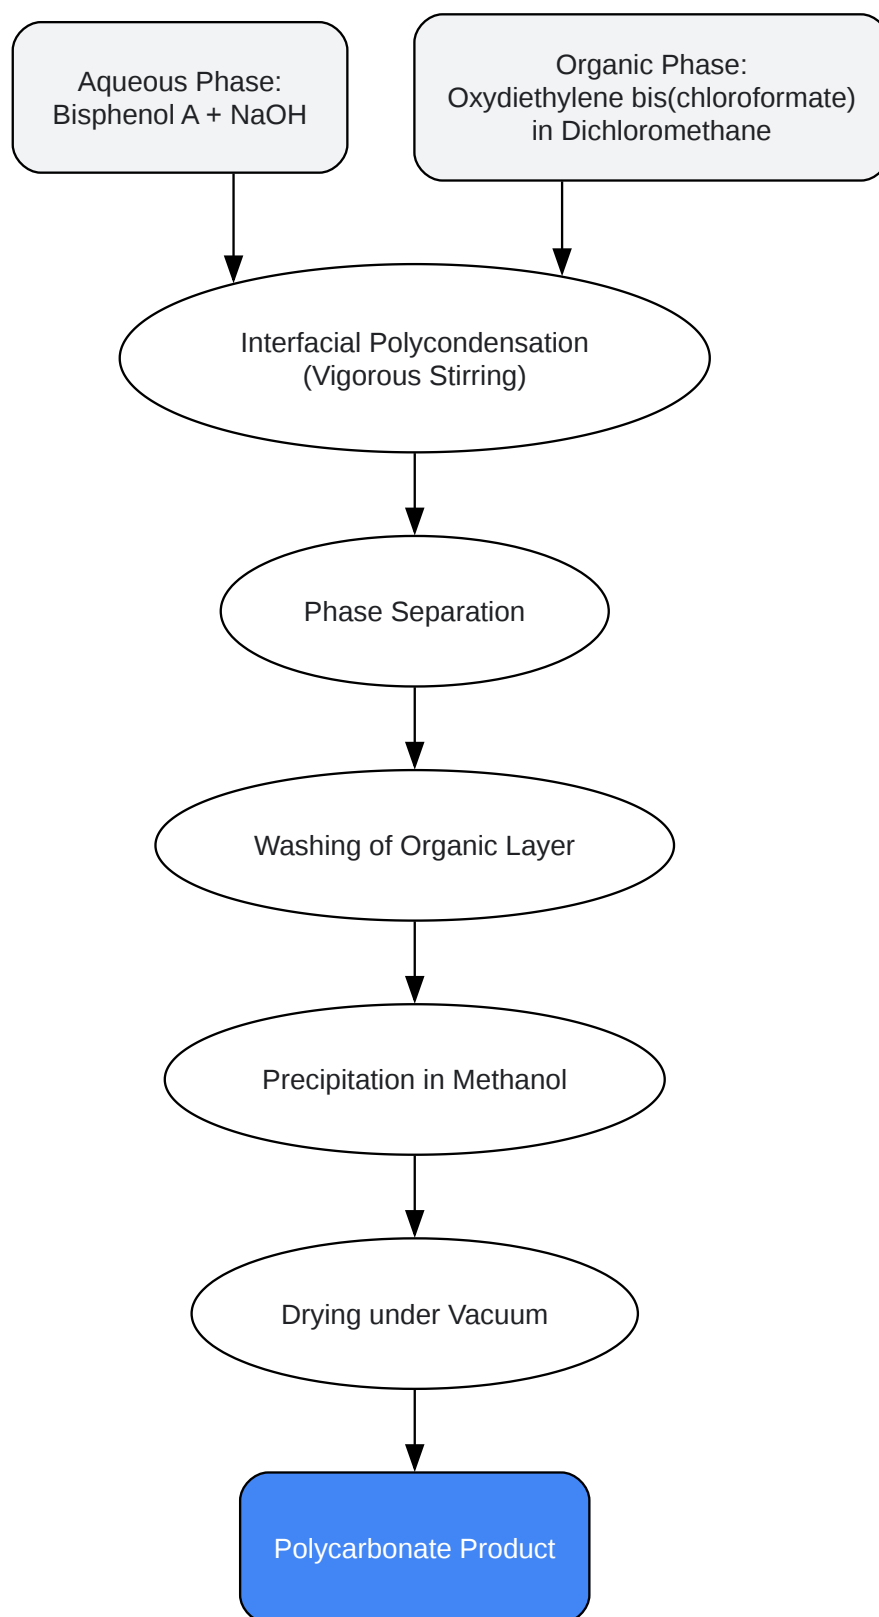 Aqueous Phase:
Bisphenol A + NaOH
Organic Phase:
Oxydiethylene bis(chloroformate)
in Dichloromethane
Interfacial Polycondensation
(Vigorous Stirring)
Phase Separation
Washing of Organic Layer
Precipitation in Methanol
Drying under Vacuum
Polycarbonate Product